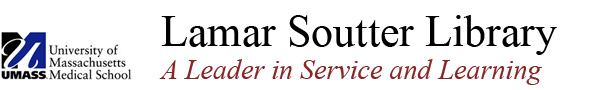 UMASS
University of
Massachusetts
Medical School
Lamar Soutter Library
A Leader in Service and Learning